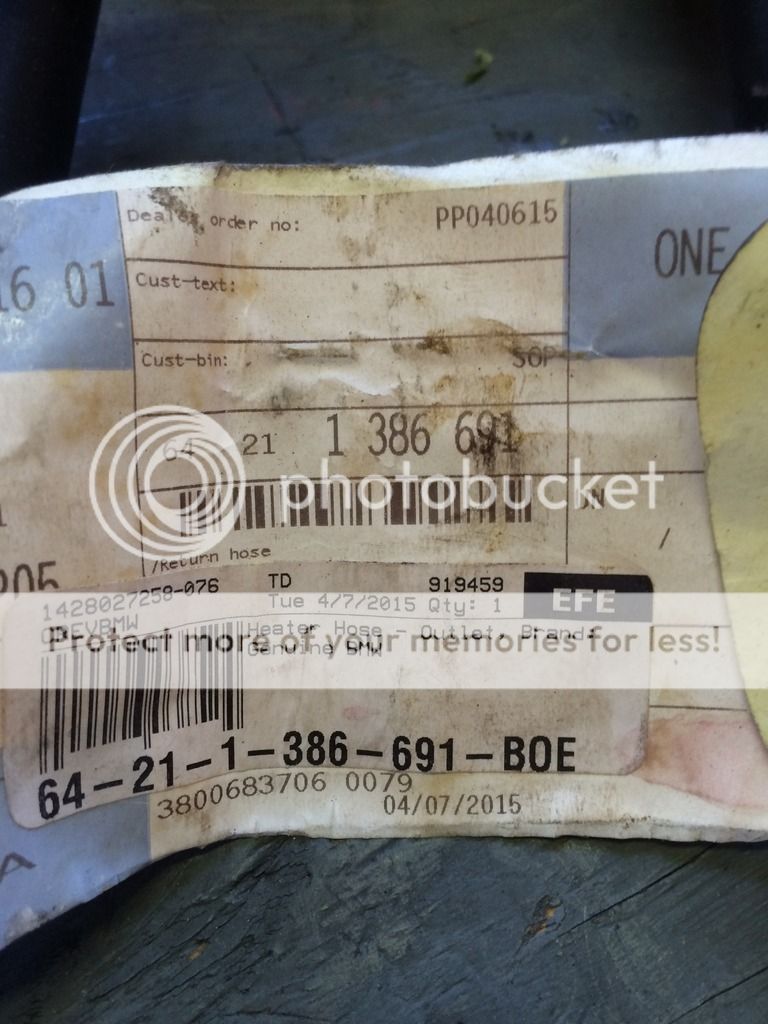 Dealer order no: PP040615
ONE
16 01
Cust-text:
Cust-bin: SOP
64 21 1 386 691
photobucket
/Return hose
1428027258-076 TD 919459 EFE
Tue 4/7/2015 Qty: 1
Heater Hose - Outlet, Brand:
Genuine BMW
Protect more of your memories for less!
64-21-1-386-691-BOE
3800683706 0079
04/07/2015